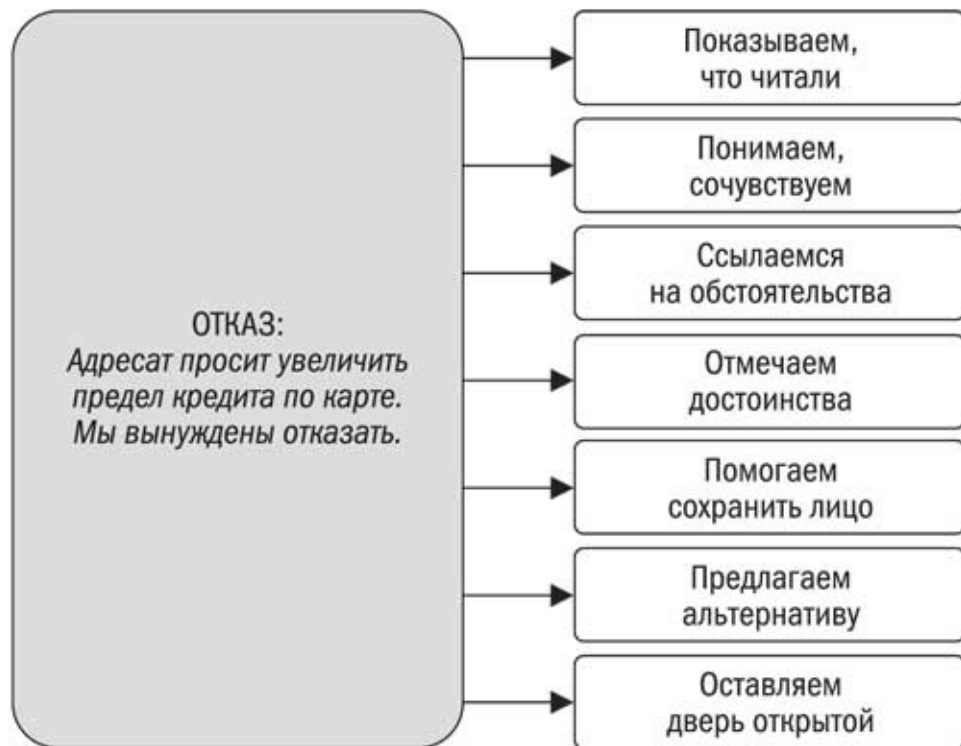 ОТКАЗ:
Адресат просит увеличить
предел кредита по карте.
Мы вынуждены отказать.
Показываем,
что читали
Понимаем,
сочувствуем
Ссылаемся
на обстоятельства
Отмечаем
достоинства
Помогаем
сохранить лицо
Предлагаем
альтернативу
Оставляем
дверь открытой